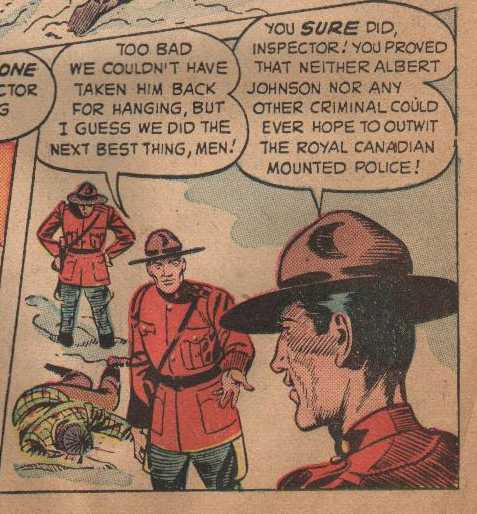 ONE
CTOR
G
TOO BAD
WE COULDN'T HAVE
TAKEN HIM BACK
FOR HANGING, BUT
I GUESS WE DID THE
NEXT BEST THING, MEN!
YOU SURE DID,
INSPECTOR! YOU PROVED
THAT NEITHER ALBERT
JOHNSON NOR ANY
OTHER CRIMINAL COULD
EVER HOPE TO OUTWIT
THE ROYAL CANADIAN
MOUNTED POLICE!